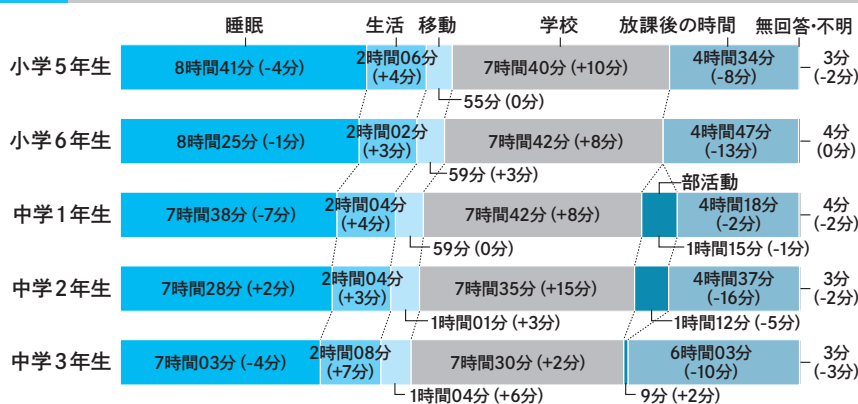 睡眠 生活 移動 学校 放課後の時間 無回答・不明
小学5年生 8時間41分(-4分) 2時間06分(+4分) 7時間40分(+10分) 4時間34分(-8分) 3分(-2分)
55分(0分)
小学6年生 8時間25分(-1分) 2時間02分(+3分) 7時間42分(+8分) 4時間47分(-13分) 4分(0分)
59分(+3分)
部活動
中学1年生 7時間38分(-7分) 2時間04分(+4分) 7時間42分(+8分) 4時間18分(-2分) 4分(-2分)
59分(0分) 1時間15分(-1分)
中学2年生 7時間28分(+2分) 2時間04分(+3分) 7時間35分(+15分) 4時間37分(-16分) 3分(-2分)
1時間01分(+3分) 1時間12分(-5分)
中学3年生 7時間03分(-4分) 2時間08分(+7分) 7時間30分(+2分) 6時間03分(-10分) 3分(-3分)
1時間04分(+6分) 9分(+2分)